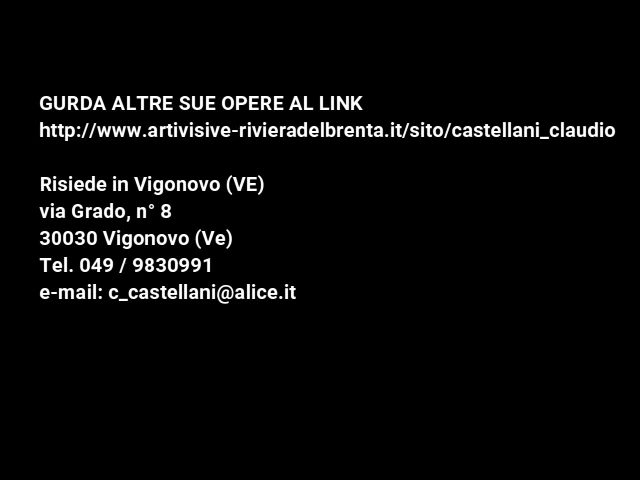 GURDA ALTRE SUE OPERE AL LINK
http://www.artivisive-rivieradelbrenta.it/sito/castellani_claudio
Risiede in Vigonovo (VE)
via Grado, n° 8
30030 Vigonovo (Ve)
Tel. 049 / 9830991
e-mail: c_castellani@alice.it